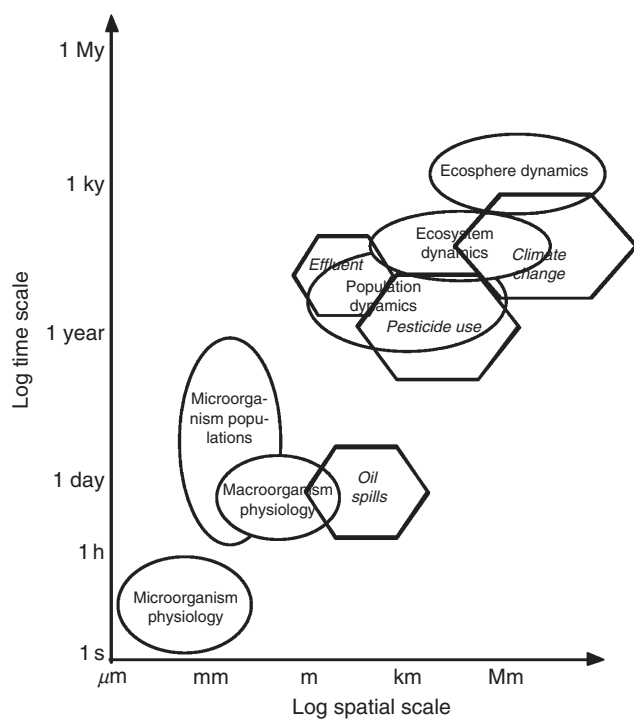 1 My
Ecosphere dynamics
1 ky
Ecosystem
dynamics
Climate
change
Effluent
Population
dynamics
Pesticide use
1 year
Log time scale
Microorga-
nism popu-
lations
1 day
Macroorganism
physiology
Oil
spills
1 h
Microorganism
physiology
1 s
μm
mm
m
km
Mm
Log spatial scale